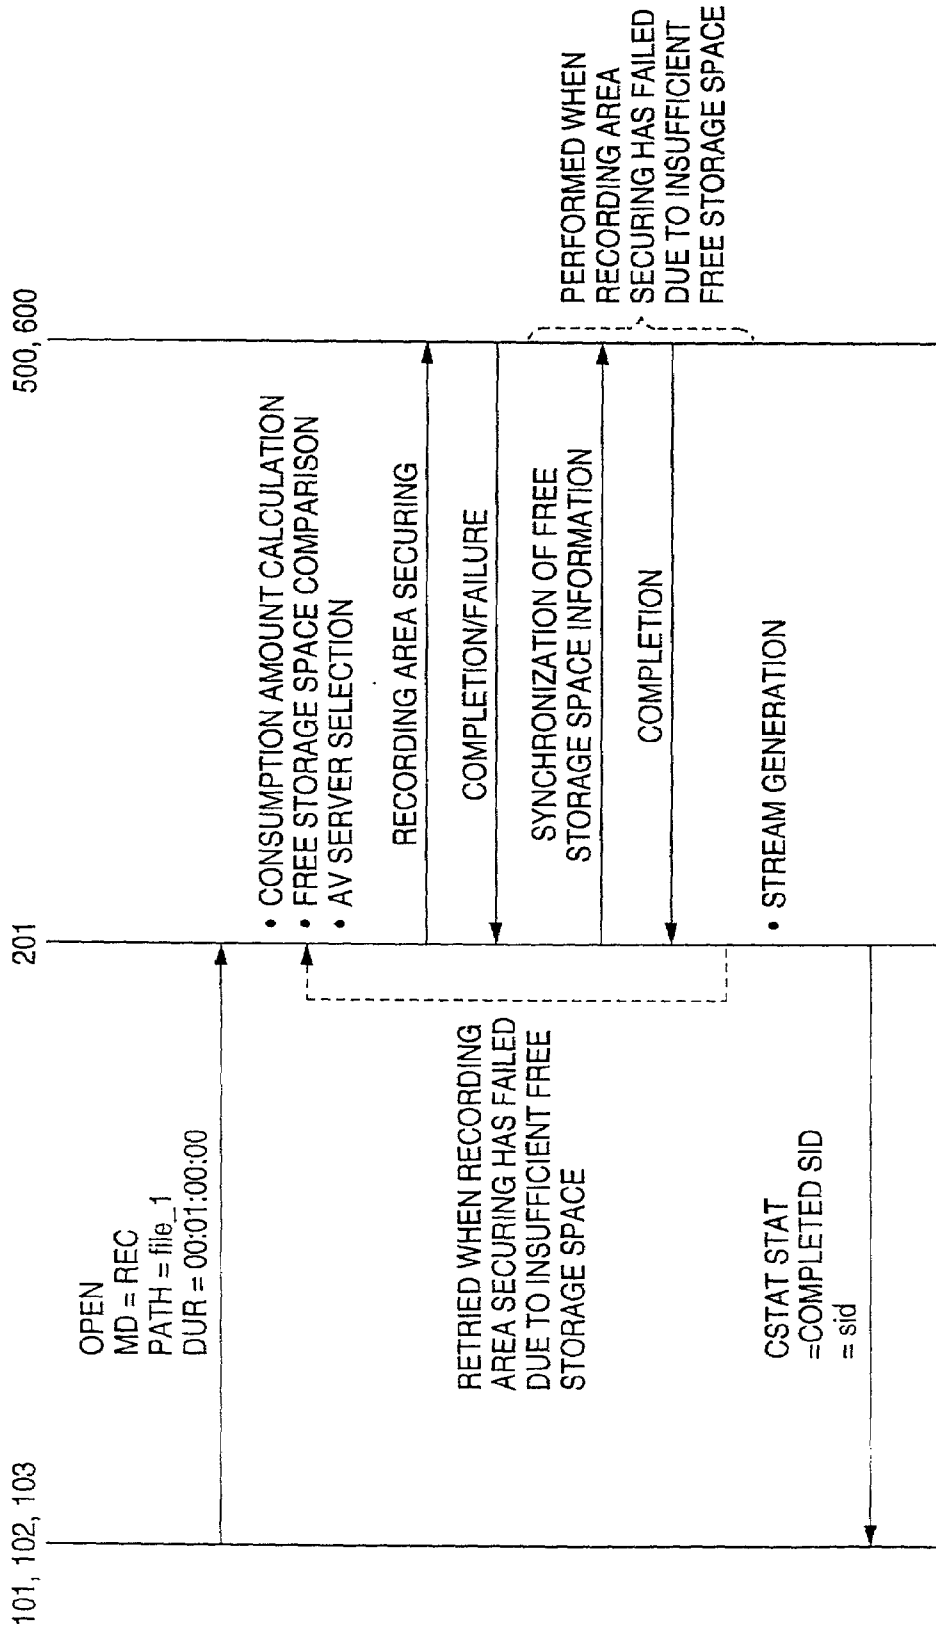 101, 102, 103
201
500, 600
OPEN
MD = REC
PATH = file_1
DUR = 00:01:00:00
• CONSUMPTION AMOUNT CALCULATION
• FREE STORAGE SPACE COMPARISON
• AV SERVER SELECTION
RECORDING AREA SECURING
COMPLETION/FAILURE
SYNCHRONIZATION OF FREE
STORAGE SPACE INFORMATION
COMPLETION
PERFORMED WHEN
RECORDING AREA
SECURING HAS FAILED
DUE TO INSUFFICIENT
FREE STORAGE SPACE
RETRIED WHEN RECORDING
AREA SECURING HAS FAILED
DUE TO INSUFFICIENT FREE
STORAGE SPACE
• STREAM GENERATION
CSTAT STAT
=COMPLETED SID
= sid